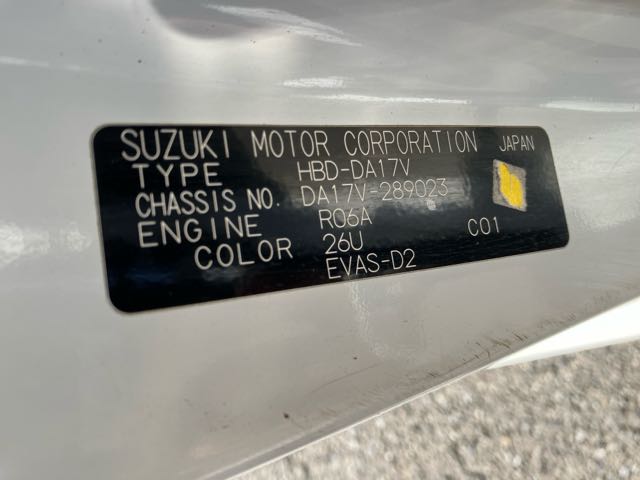 SUZUKI MOTOR CORPORATION JAPAN
TYPE HBD-DA17V
CHASSIS NO. DA17V-289023
ENGINE R06A
COLOR 26U C01
EVAS-D2